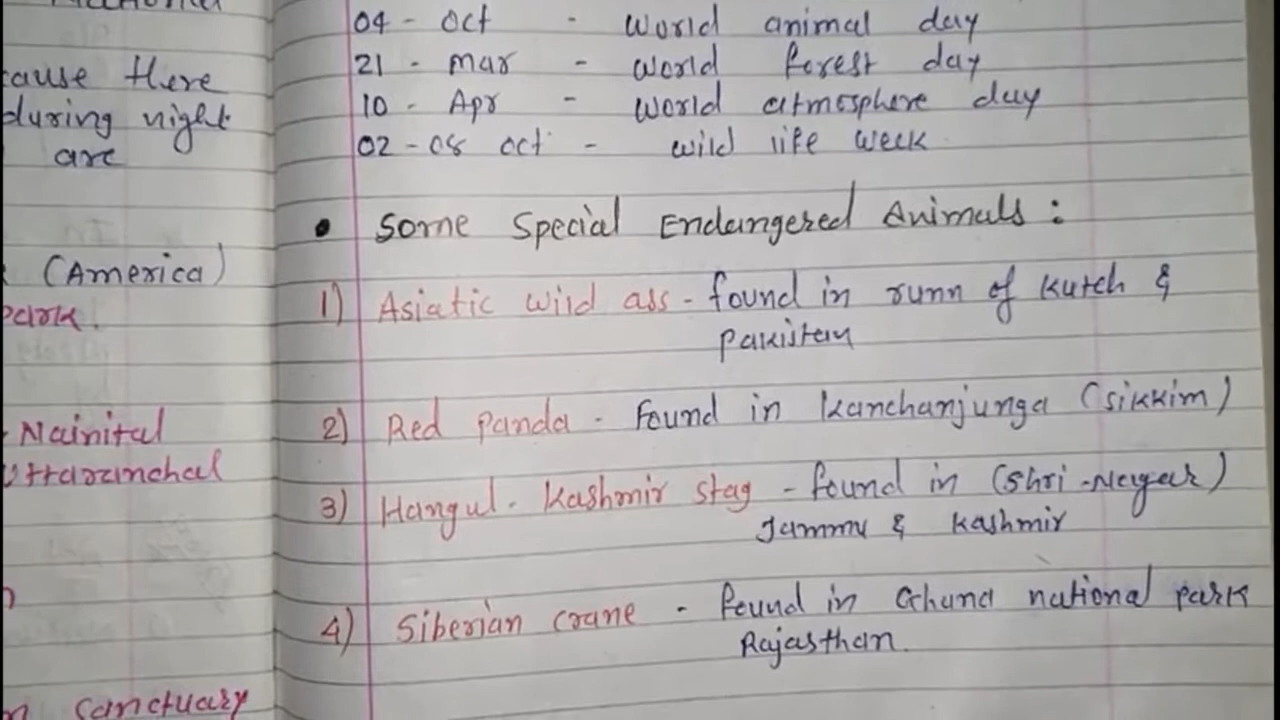 cause there
during night
are
(America)
park.
Nainital
Uttaranchal
sanctuary
04 - Oct - World animal day
21 - mar - world forest day
10 - Apr - World atmosphere day
02 - 08 oct - wild life week
• Some Special Endangered Animals :
1) Asiatic wild ass - found in runn of kutch &
Pakistan
2) Red panda - Found in kanchanjunga (sikkim)
3) Hangul - Kashmir stag - found in (Shri-Nagar)
Jammu & kashmir
4) Siberian crane - found in Ghana national park
Rajasthan.